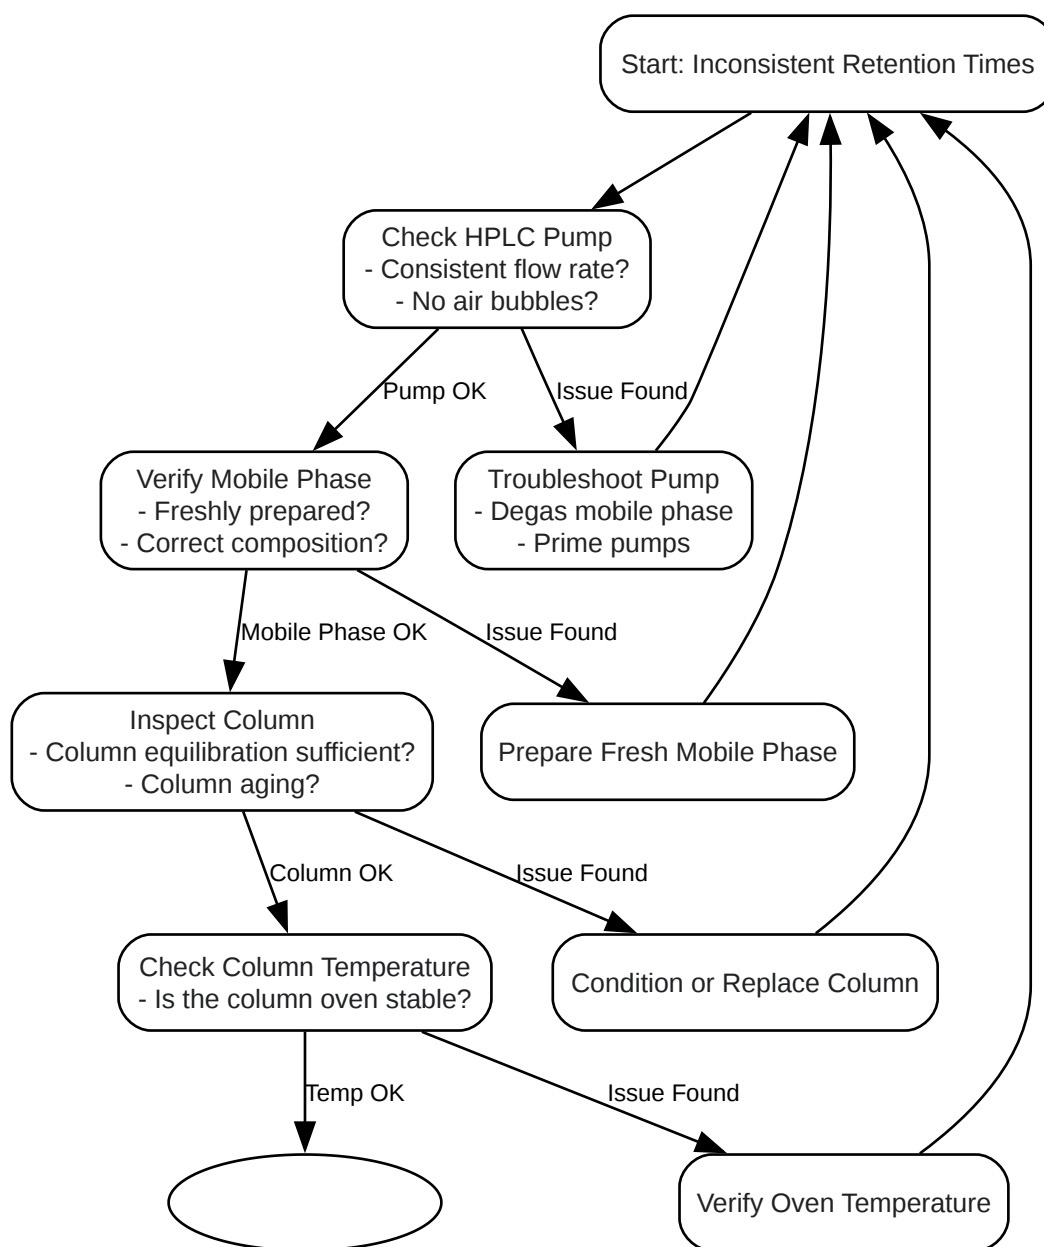 Start: Inconsistent Retention Times
Check HPLC Pump
- Consistent flow rate?
- No air bubbles?
Pump OK
Issue Found
Verify Mobile Phase
- Freshly prepared?
- Correct composition?
Troubleshoot Pump
- Degas mobile phase
- Prime pumps
Mobile Phase OK
Issue Found
Inspect Column
- Column equilibration sufficient?
- Column aging?
Prepare Fresh Mobile Phase
Column OK
Issue Found
Check Column Temperature
- Is the column oven stable?
Condition or Replace Column
Temp OK
Issue Found
Verify Oven Temperature